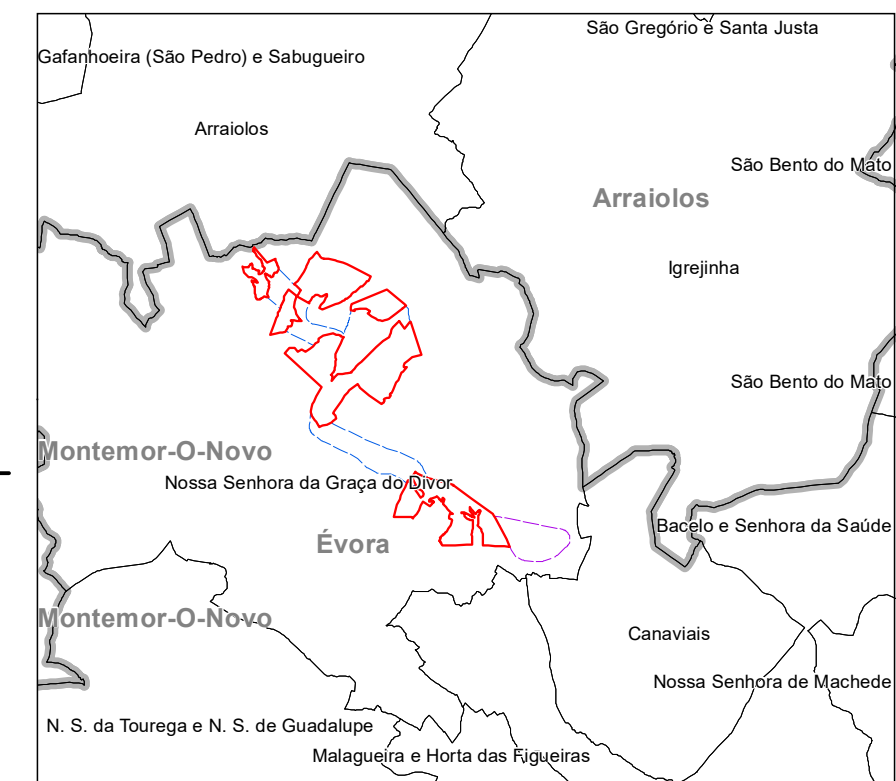 São Gregório e Santa Justa
Gafanhoeira (São Pedro) e Sabugueiro
Arraiolos
São Bento do Mato
Arraiolos
Igrejinha
São Bento do Mato
Montemor-O-Novo
Nossa Senhora da Graça do Divor
Bacelo e Senhora da Saúde
Évora
Montemor-O-Novo
Canaviais
Nossa Senhora de Machede
N. S. da Tourega e N. S. de Guadalupe
Malagueira e Horta das Figueiras